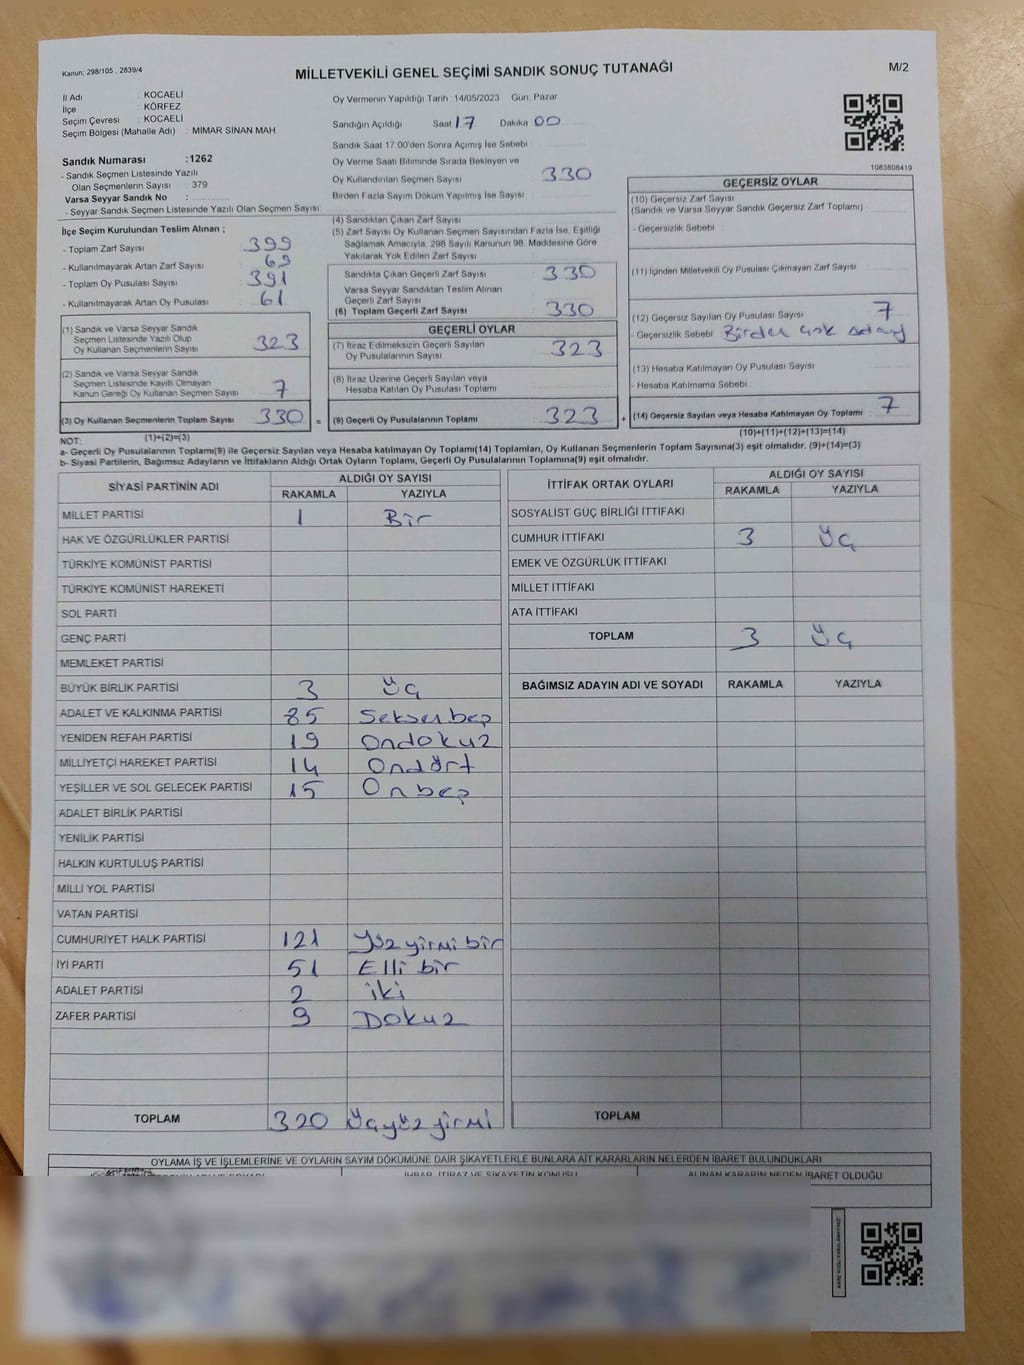 Kanun; 298/105 , 2839/4
MİLLETVEKİLİ GENEL SEÇİMİ SANDIK SONUÇ TUTANAĞI
M/2
İl Adı : KOCAELİ
İlçe : KÖRFEZ
Seçim Çevresi : KOCAELİ
Seçim Bölgesi (Mahalle Adı) : MİMAR SİNAN MAH.
Sandık Numarası :1262
- Sandık Seçmen Listesinde Yazılı
Olan Seçmenlerin Sayısı : 379
Varsa Seyyar Sandık No :
- Seyyar Sandık Seçmen Listesinde Yazılı Olan Seçmen Sayısı:
İlçe Seçim Kurulundan Teslim Alınan ;
- Toplam Zarf Sayısı 399
- Kullanılmayarak Artan Zarf Sayısı 69
- Toplam Oy Pusulası Sayısı 391
- Kullanılmayarak Artan Oy Pusulası 61
(1) Sandık ve Varsa Seyyar Sandık
Seçmen Listesinde Yazılı Olup
Oy Kullanan Seçmenlerin Sayısı 323
(2) Sandık ve Varsa Seyyar Sandık
Seçmen Listesinde Kayıtlı Olmayan
Kanun Gereği Oy Kullanan Seçmen Sayısı 7
(3) Oy Kullanan Seçmenlerin Toplam Sayısı 330 =
Oy Vermenin Yapıldığı Tarih :14/05/2023 Gün: Pazar
Sandığın Açıldığı Saat 17 Dakika 00
Sandık Saat 17.00'den Sonra Açımış İse Sebebi
Oy Verme Saati Bitiminde Sırada Bekleyen ve
Oy Kullandırılan Seçmen Sayısı 330
Birden Fazla Sayım Döküm Yapılmış İse Sayısı
(4) Sandıktan Çıkan Zarf Sayısı
(5) Zarf Sayısı Oy Kullanan Seçmen Sayısından Fazla İse, Eşitliği
Sağlamak Amacıyla, 298 Sayılı Kanunun 98. Maddesine Göre
Yakılarak Yok Edilen Zarf Sayısı
Sandıkta Çıkan Geçerli Zarf Sayısı 330
Varsa Seyyar Sandıktan Teslim Alınan
Geçerli Zarf Sayısı
(6) Toplam Geçerli Zarf Sayısı 330
GEÇERLİ OYLAR
(7) İtiraz Edilmeksizin Geçerli Sayılan
Oy Pusulalarının Sayısı 323
(8) İtiraz Üzerine Geçerli Sayılan veya
Hesaba Katılan Oy Pusulası Toplamı
(9) Geçerli Oy Pusulalarının Toplamı 323 +
1083808419
GEÇERSİZ OYLAR
(10) Geçersiz Zarf Sayısı
(Sandık ve Varsa Seyyar Sandık Geçersiz Zarf Toplamı)
- Geçersizlik Sebebi :
(11) İçinden Milletvekili Oy Pusulası Çıkmayan Zarf Sayısı :
(12) Geçersiz Sayılan Oy Pusulası Sayısı 7
- Geçersizlik Sebebi Birden çok
(13) Hesaba Katılmayan Oy Pusulası Sayısı
- Hesaba Katılmama Sebebi
(14) Geçersiz Sayılan veya Hesaba Katılmayan Oy Toplamı 7
(10)+(11)+(12)+(13)=(14)
NOT: (1)+(2)=(3)
a- Geçerli Oy Pusulalarının Toplamı(9) ile Geçersiz Sayılan veya Hesaba katılmayan Oy Toplamı(14) Toplamları, Oy Kullanan Seçmenlerin Toplam Sayısına(3) eşit olmalıdır. (9)+(14)=(3)
b- Siyasi Partilerin, Bağımsız Adayların ve İttifakların Aldığı Ortak Oyların Toplamı, Geçerli Oy Pusulalarının Toplamına(9) eşit olmalıdır.
SİYASİ PARTİNİN ADI ALDIĞI OY SAYISI
RAKAMLA YAZIYLA
MİLLET PARTİSİ 1 Bir
HAK VE ÖZGÜRLÜKLER PARTİSİ
TÜRKİYE KOMÜNİST PARTİSİ
TÜRKİYE KOMÜNİST HAREKETİ
SOL PARTİ
GENÇ PARTİ
MEMLEKET PARTİSİ
BÜYÜK BİRLİK PARTİSİ 3 Üç
ADALET VE KALKINMA PARTİSİ 85 Seksenbeş
YENİDEN REFAH PARTİSİ 19 Ondokuz
MİLLİYETÇİ HAREKET PARTİSİ 14 Ondört
YEŞİLLER VE SOL GELECEK PARTİSİ 15 Onbeş
ADALET BİRLİK PARTİSİ
YENİLİK PARTİSİ
HALKIN KURTULUŞ PARTİSİ
MİLLİ YOL PARTİSİ
VATAN PARTİSİ
CUMHURİYET HALK PARTİSİ 121 Yüz yirmi bir
İYİ PARTİ 51 Elli bir
ADALET PARTİSİ 2 iki
ZAFER PARTİSİ 9 Dokuz
TOPLAM 320 Üçyüz yirmi
İTTİFAK ORTAK OYLARI ALDIĞI OY SAYISI
RAKAMLA YAZIYLA
SOSYALİST GÜÇ BİRLİĞİ İTTİFAKI
CUMHUR İTTİFAKI 3 Üç
EMEK VE ÖZGÜRLÜK İTTİFAKI
MİLLET İTTİFAKI
ATA İTTİFAKI
TOPLAM 3 Üç
BAĞIMSIZ ADAYIN ADI VE SOYADI RAKAMLA YAZIYLA
TOPLAM
OYLAMA İŞ VE İŞLEMLERİNE VE OYLARIN SAYIM DÖKÜMÜNE DAİR ŞİKAYETLERLE BUNLARA AİT KARARLARIN NELERDEN İBARET BULUNDUKLARI
İHBAR, İTİRAZ VE ŞİKAYETİN KONUSU ALINAN KARARIN NEDEN İBARET OLDUĞU